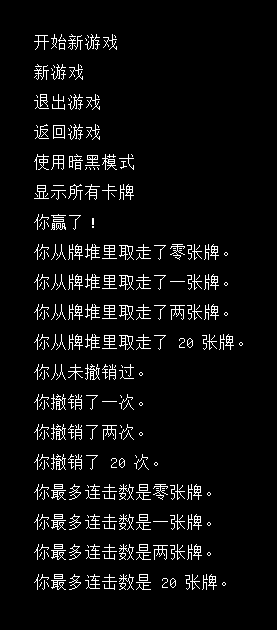 开始新游戏
新游戏
退出游戏
返回游戏
使用暗黑模式
显示所有卡牌
你赢了！
你从牌堆里取走了零张牌。
你从牌堆里取走了一张牌。
你从牌堆里取走了两张牌。
你从牌堆里取走了 20 张牌。
你从未撤销过。
你撤销了一次。
你撤销了两次。
你撤销了 20 次。
你最多连击数是零张牌。
你最多连击数是一张牌。
你最多连击数是两张牌。
你最多连击数是 20 张牌。